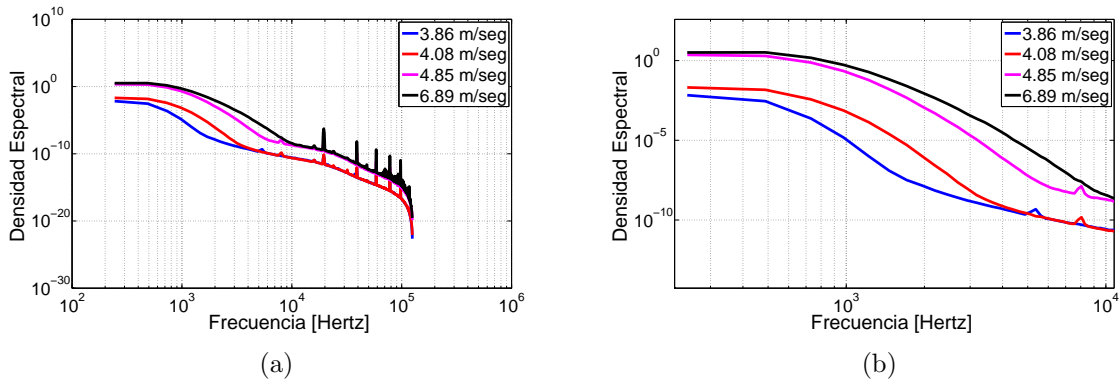 10^10
10^0
10^-10
10^-20
10^-30
Densidad Espectral
10^2
10^3
10^4
10^5
10^6
Frecuencia [Hertz]
3.86 m/seg
4.08 m/seg
4.85 m/seg
6.89 m/seg
(a)
10^0
10^-5
10^-10
Densidad Espectral
10^3
10^4
Frecuencia [Hertz]
3.86 m/seg
4.08 m/seg
4.85 m/seg
6.89 m/seg
(b)